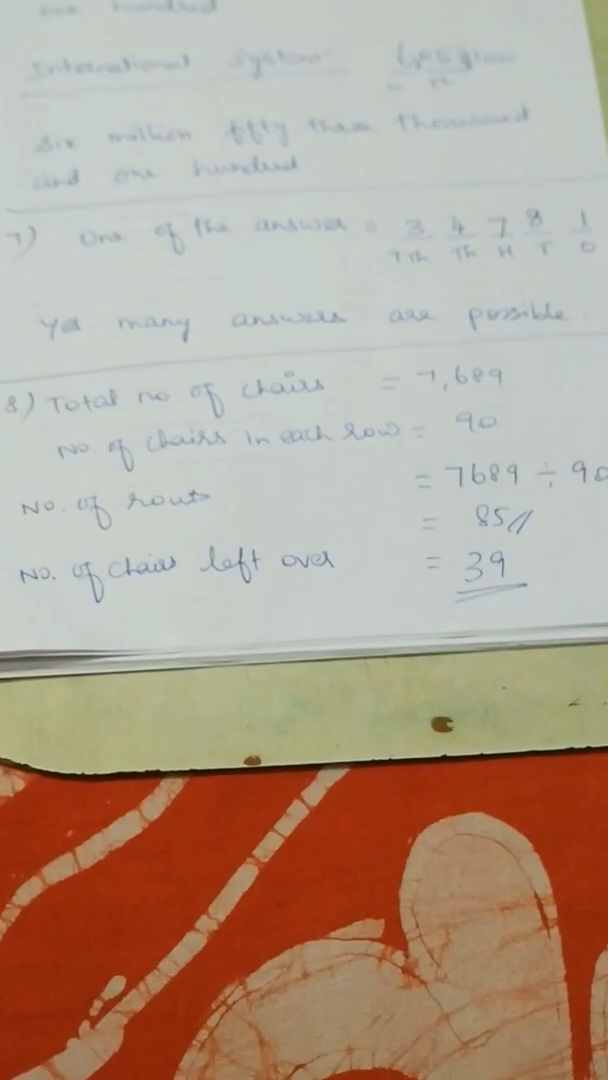 one hundred
International System:
Six million fifty three thousand
and one hundred
7) One of the answer = 3 4 7 8 1
TTh Th H T O
Yes many answers are possible
8) Total no. of chairs = 7,689
No. of chairs in each row = 90
No. of rows = 7689 ÷ 90
= 85//
No. of chairs left over = 39